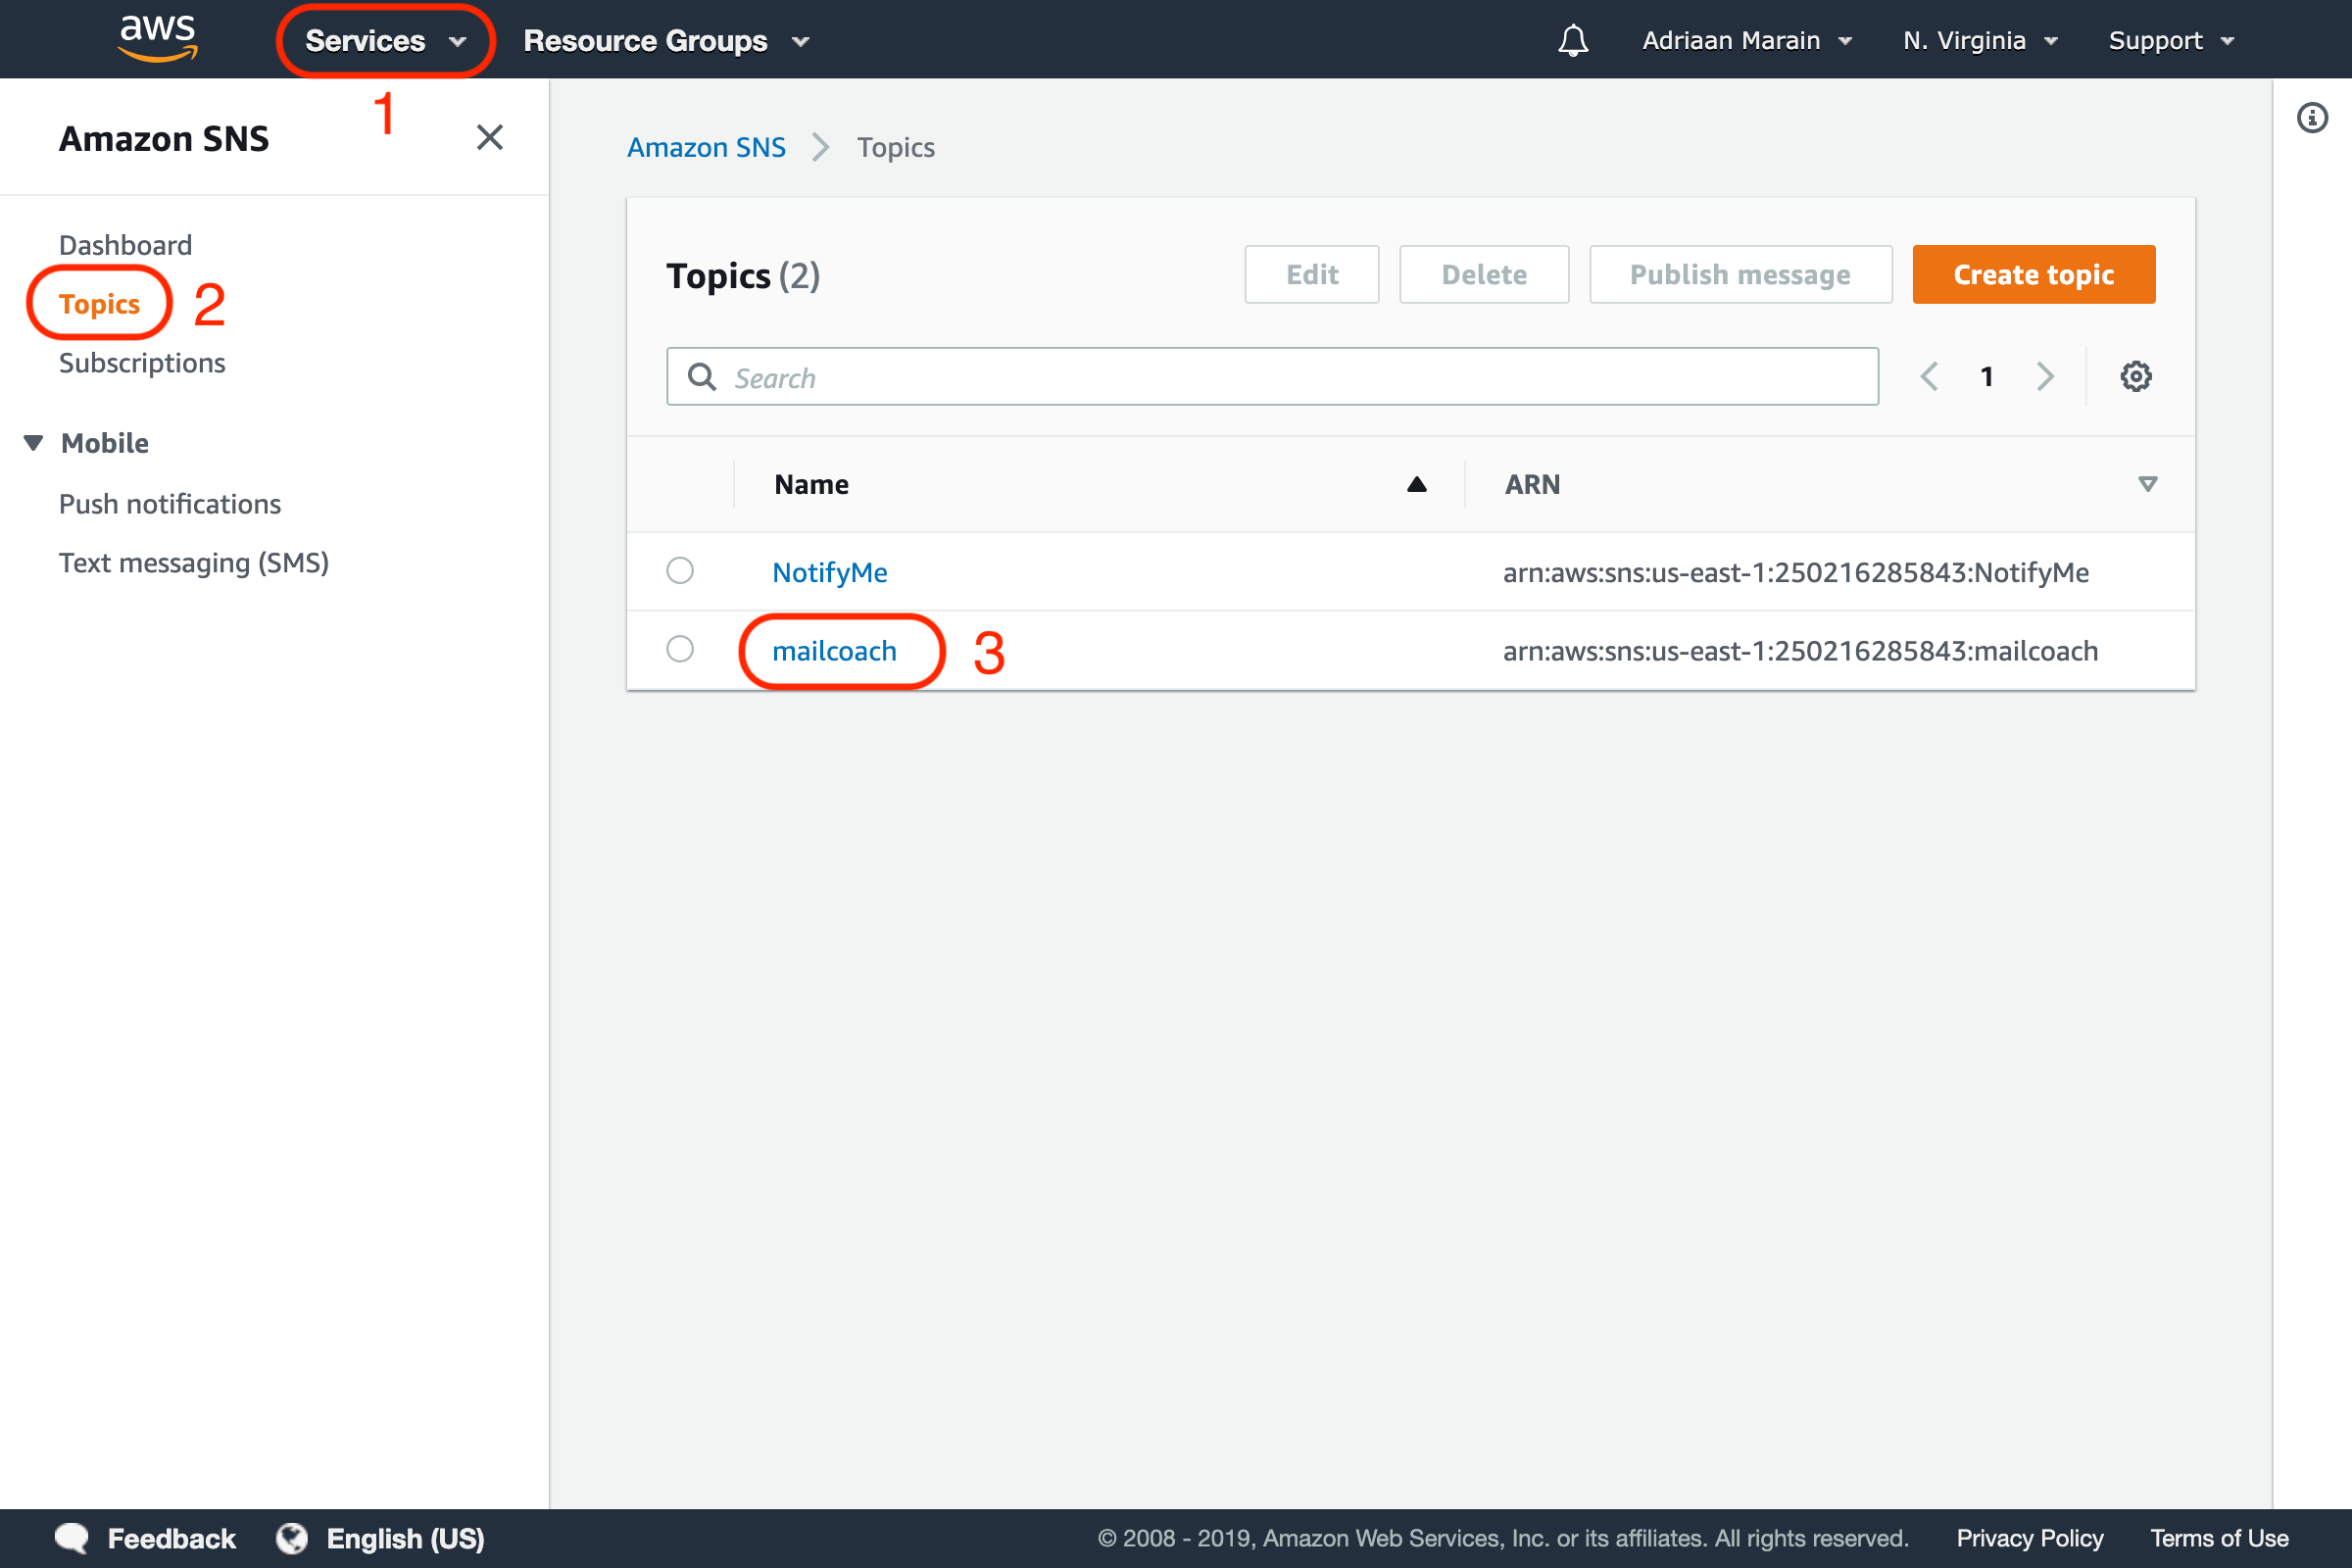 aws Services Resource Groups Adriaan Marain N. Virginia Support
1
Amazon SNS
Dashboard
Topics 2
Subscriptions
Mobile
Push notifications
Text messaging (SMS)
Amazon SNS Topics
Topics (2) Edit Delete Publish message Create topic
Search 1
Name ARN
NotifyMe arn:aws:sns:us-east-1:250216285843:NotifyMe
mailcoach 3 arn:aws:sns:us-east-1:250216285843:mailcoach
Feedback English (US) © 2008 - 2019, Amazon Web Services, Inc. or its affiliates. All rights reserved. Privacy Policy Terms of Use